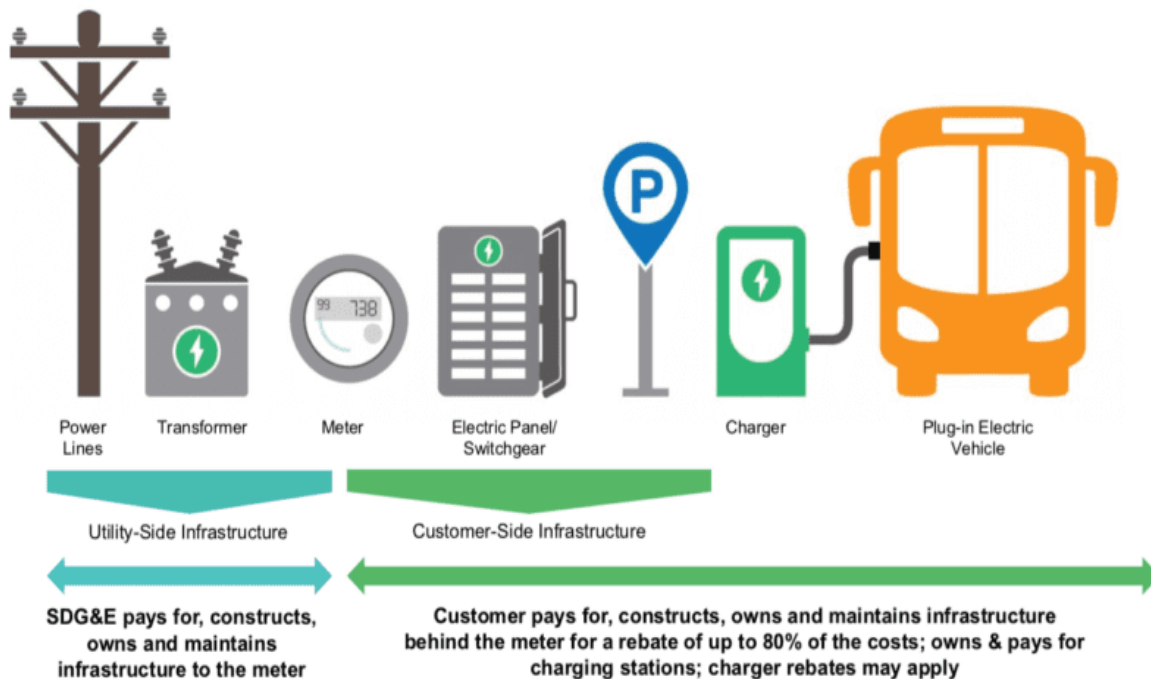 99 738
P
Power
Lines
Transformer
Meter
Electric Panel/
Switchgear
Charger
Plug-in Electric
Vehicle
Utility-Side Infrastructure
Customer-Side Infrastructure
SDG&E pays for, constructs,
owns and maintains
infrastructure to the meter
Customer pays for, constructs, owns and maintains infrastructure
behind the meter for a rebate of up to 80% of the costs; owns & pays for
charging stations; charger rebates may apply